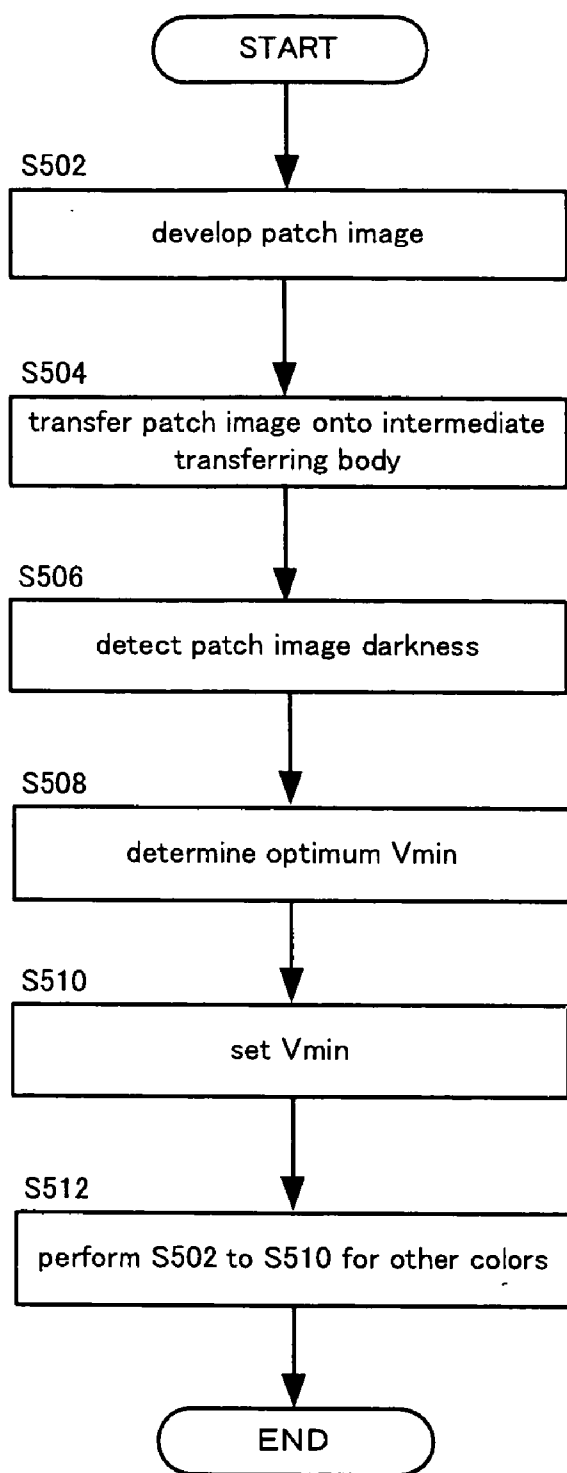 START
S502
develop patch image
S504
transfer patch image onto intermediate
transferring body
S506
detect patch image darkness
S508
determine optimum Vmin
S510
set Vmin
S512
perform S502 to S510 for other colors
END